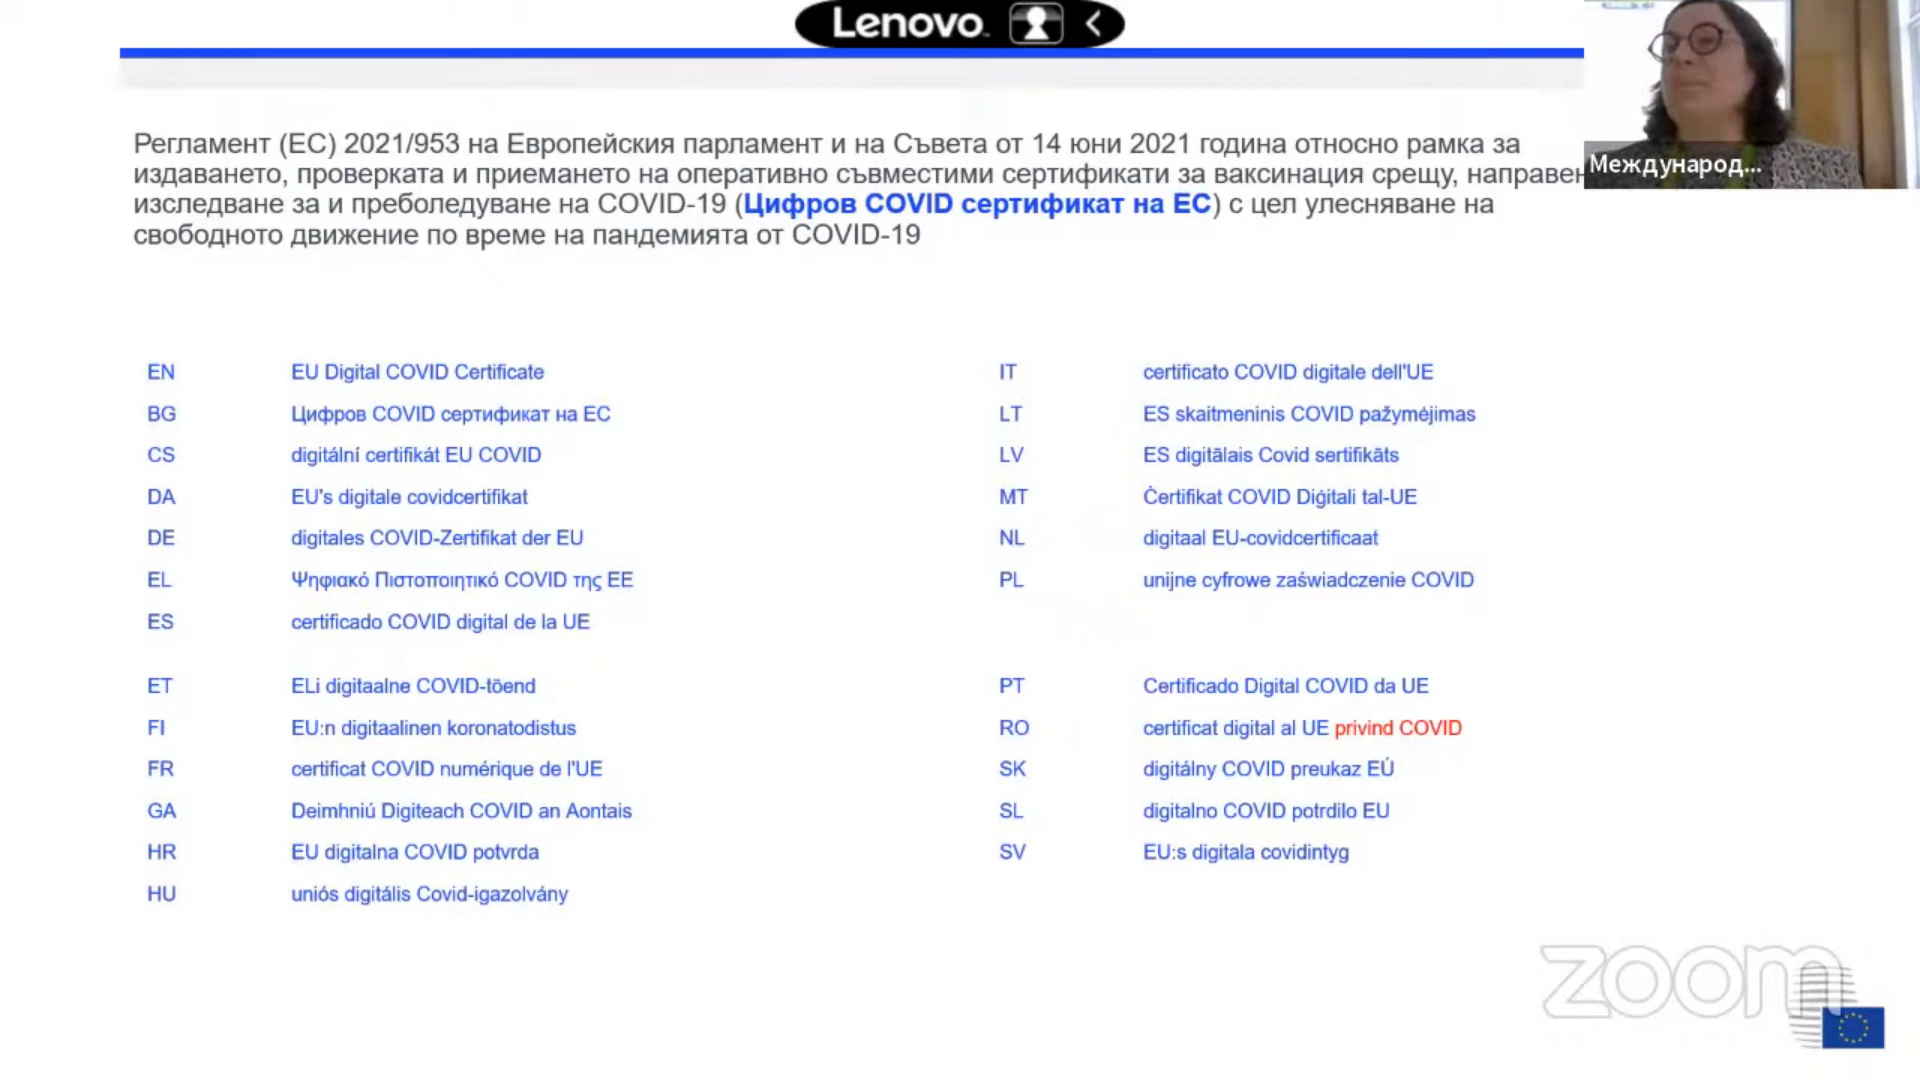 Lenovo
Регламент (ЕС) 2021/953 на Европейския парламент и на Съвета от 14 юни 2021 година относно рамка за
издаването, проверката и приемането на оперативно съвместими сертификати за ваксинация срещу, направен
изследване за и преболедуване на COVID-19 (Цифров COVID сертификат на ЕС) с цел улесняване на
свободното движение по време на пандемията от COVID-19
Международ...
EN EU Digital COVID Certificate
BG Цифров COVID сертификат на ЕС
CS digitální certifikát EU COVID
DA EU's digitale covidcertifikat
DE digitales COVID-Zertifikat der EU
EL Ψηφιακό Πιστοποιητικό COVID της ΕΕ
ES certificado COVID digital de la UE
ET ELi digitaalne COVID-tõend
FI EU:n digitaalinen koronatodistus
FR certificat COVID numérique de l'UE
GA Deimhniú Digiteach COVID an Aontais
HR EU digitalna COVID potvrda
HU uniós digitális Covid-igazolvány
IT certificato COVID digitale dell'UE
LT ES skaitmeninis COVID pažymėjimas
LV ES digitālais Covid sertifikāts
MT Ċertifikat COVID Diġitali tal-UE
NL digitaal EU-covidcertificaat
PL unijne cyfrowe zaświadczenie COVID
PT Certificado Digital COVID da UE
RO certificat digital al UE privind COVID
SK digitálny COVID preukaz EÚ
SL digitalno COVID potrdilo EU
SV EU:s digitala covidintyg
zoom